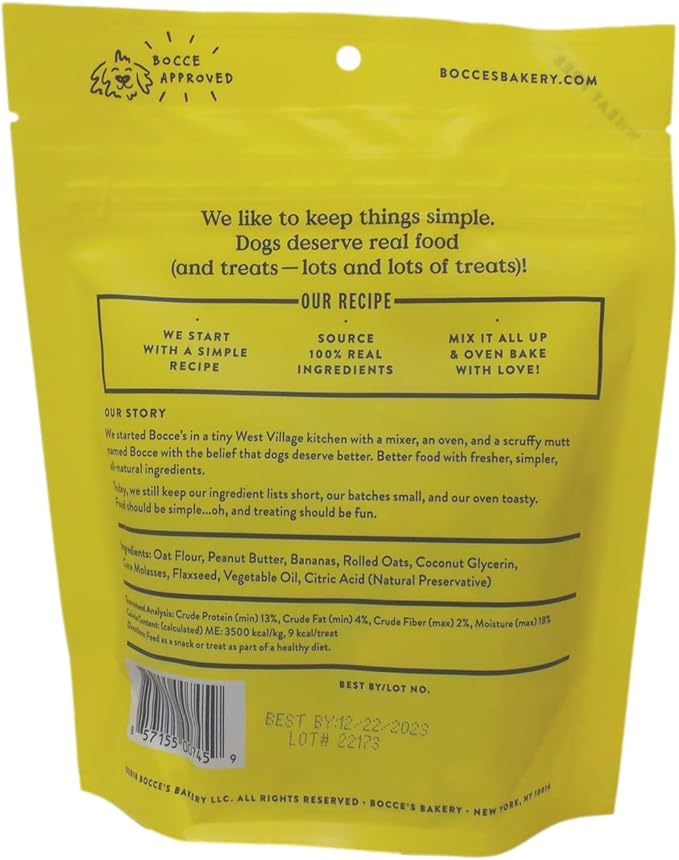 BOCCE
APPROVED
BOCCESBAKERY.COM
We like to keep things simple.
Dogs deserve real food
(and treats—lots and lots of treats)!
OUR RECIPE
WE START
WITH A SIMPLE
RECIPE
SOURCE
100% REAL
INGREDIENTS
MIX IT ALL UP
& OVEN BAKE
WITH LOVE!
OUR STORY
We started Bocce's in a tiny West Village kitchen with a mixer, an oven, and a scruffy mutt
named Bocce with the belief that dogs deserve better. Better food with fresher, simpler,
all-natural ingredients.
Today, we still keep our ingredient lists short, our batches small, and our oven toasty.
Food should be simple...oh, and treating should be fun.
Ingredients: Oat Flour, Peanut Butter, Bananas, Rolled Oats, Coconut Glycerin,
Cane Molasses, Flaxseed, Vegetable Oil, Citric Acid (Natural Preservative)
Guaranteed Analysis: Crude Protein (min) 13%, Crude Fat (min) 4%, Crude Fiber (max) 2%, Moisture (max) 18%
Calorie Content: (calculated) ME: 3500 kcal/kg, 9 kcal/treat
Directions: Feed as a snack or treat as part of a healthy diet.
BEST BY/LOT NO.
BEST BY:12/22/2023
LOT# 22173
8 57155 00745 9
©2018 BOCCE'S BAKERY LLC. ALL RIGHTS RESERVED · BOCCE'S BAKERY · NEW YORK, NY 10014